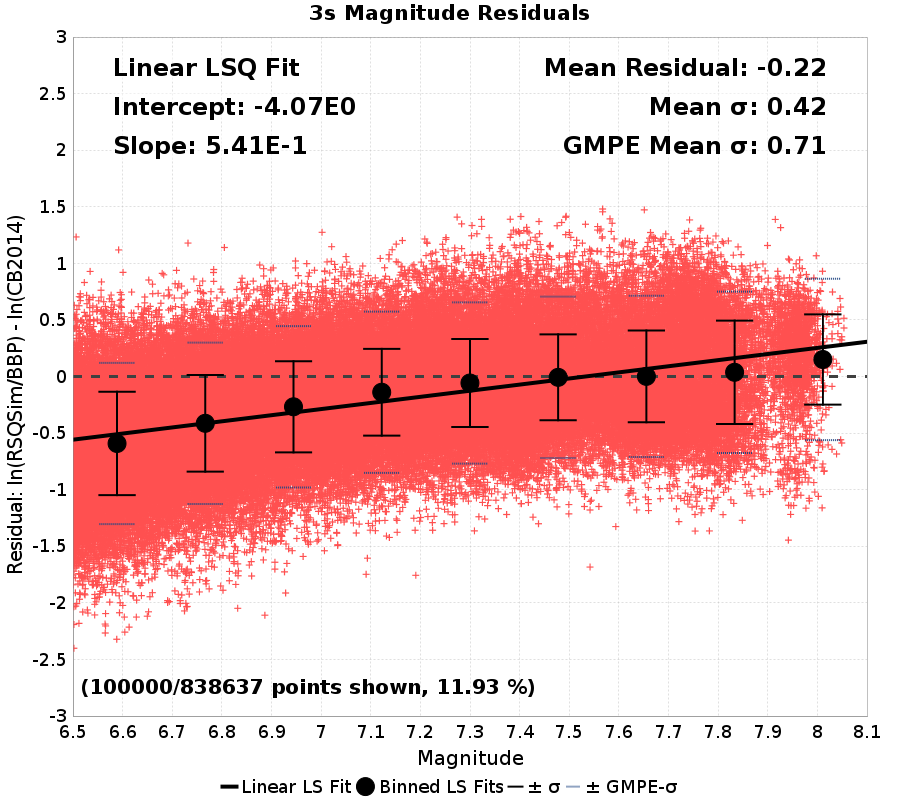 3s Magnitude Residuals
Linear LSQ Fit
Intercept: -4.07E0
Slope: 5.41E-1
Mean Residual: -0.22
Mean σ: 0.42
GMPE Mean σ: 0.71
3
2.5
2
1.5
1
0.5
0
-0.5
-1
-1.5
-2
-2.5
-3
Residual: ln(RSQSim/BBP) - ln(CB2014)
(100000/838637 points shown, 11.93 %)
6.5 6.6 6.7 6.8 6.9 7 7.1 7.2 7.3 7.4 7.5 7.6 7.7 7.8 7.9 8 8.1
Magnitude
Linear LS Fit Binned LS Fits ± σ ± GMPE-σ